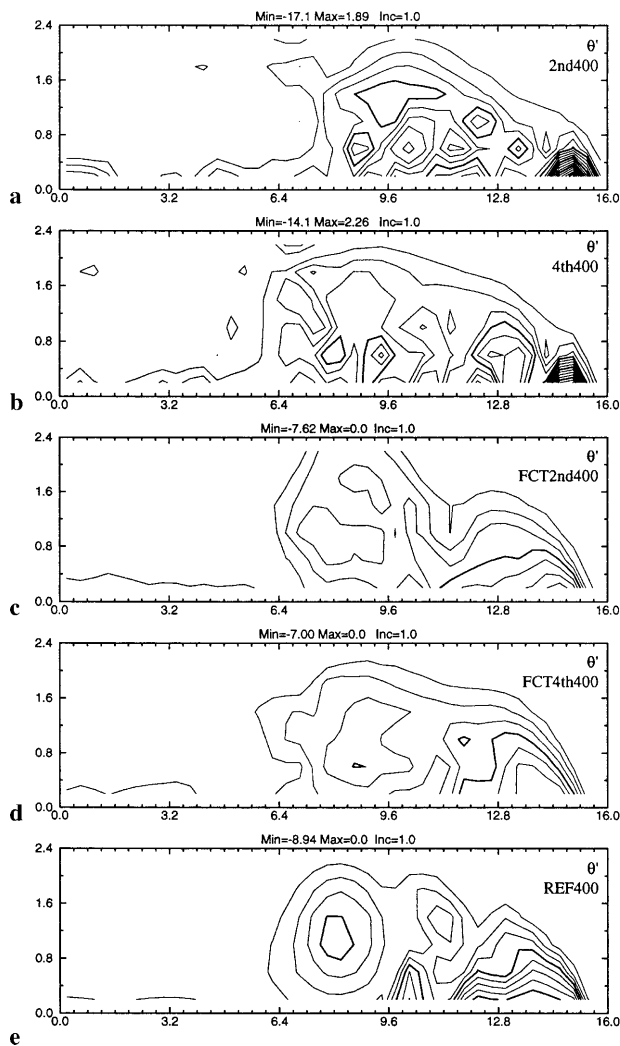 Min=-17.1 Max=1.89 Inc=1.0
2.4
θ'
2nd400
1.6
0.8
0.0
a
0.0 3.2 6.4 9.6 12.8 16.0
Min=-14.1 Max=2.26 Inc=1.0
2.4
θ'
4th400
1.6
0.8
0.0
b
0.0 3.2 6.4 9.6 12.8 16.0
Min=-7.62 Max=0.0 Inc=1.0
2.4
θ'
FCT2nd400
1.6
0.8
0.0
c
0.0 3.2 6.4 9.6 12.8 16.0
Min=-7.00 Max=0.0 Inc=1.0
2.4
θ'
FCT4th400
1.6
0.8
0.0
d
0.0 3.2 6.4 9.6 12.8 16.0
Min=-8.94 Max=0.0 Inc=1.0
2.4
θ'
REF400
1.6
0.8
0.0
e
0.0 3.2 6.4 9.6 12.8 16.0